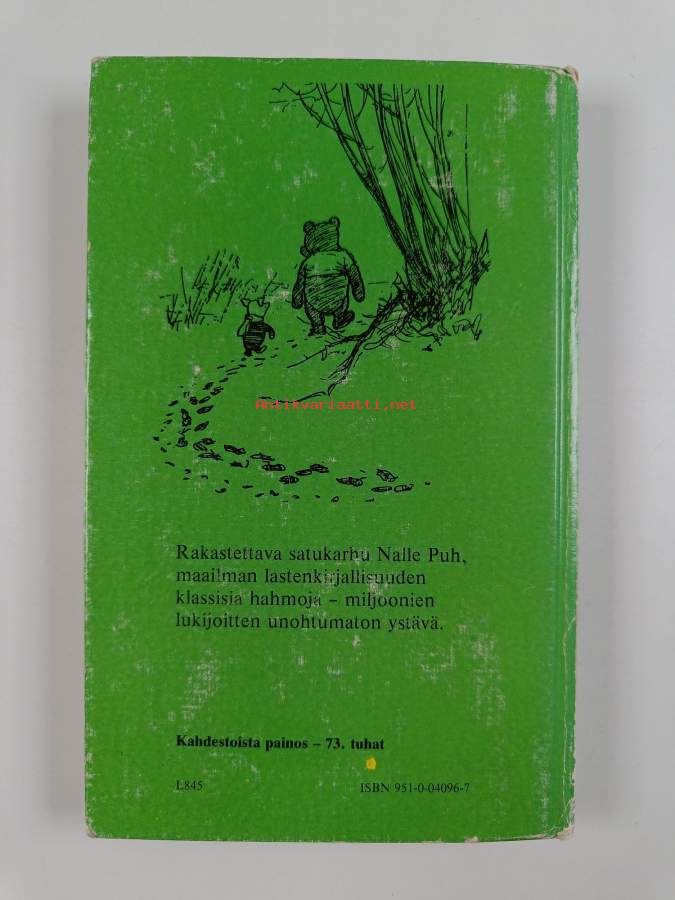 Antikvariaatti.net
Rakastettava satukarhu Nalle Puh,
maailman lastenkirjallisuuden
klassisia hahmoja – miljoonien
lukijoitten unohtumaton ystävä.
Kahdestoista painos – 73. tuhat
L845 ISBN 951-0-04096-7